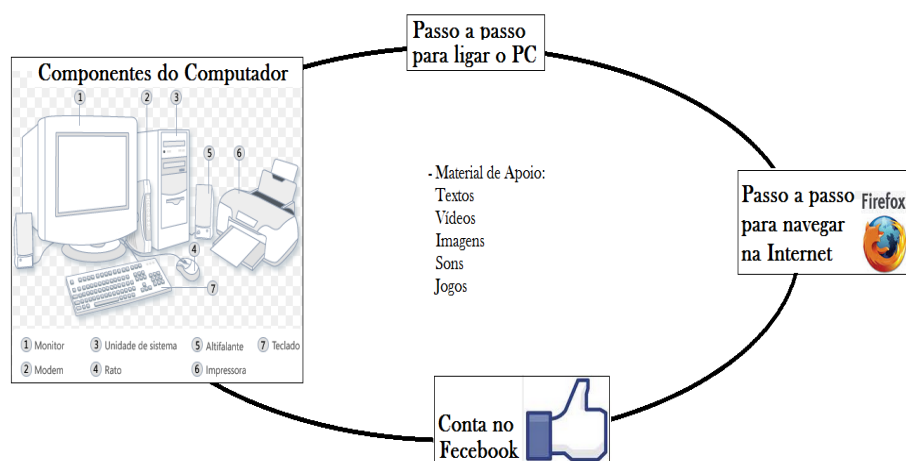 Passo a passo
para ligar o PC
Componentes do Computador
1
2
3
5
6
4
7
1 Monitor
3 Unidade de sistema
5 Altifalante
7 Teclado
2 Modem
4 Rato
6 Impressora
- Material de Apoio:
Textos
Vídeos
Imagens
Sons
Jogos
Passo a passo
para navegar
na Internet
Firefox
Conta no
Fecebook